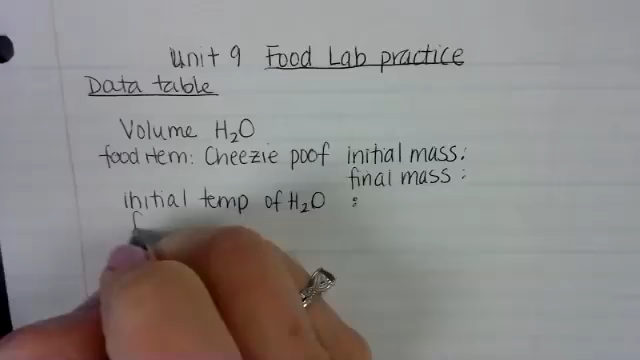 Unit 9 Food Lab practice
Data table
Volume H₂O
food item: Cheezie poof initial mass:
final mass :
initial temp of H₂O :
f